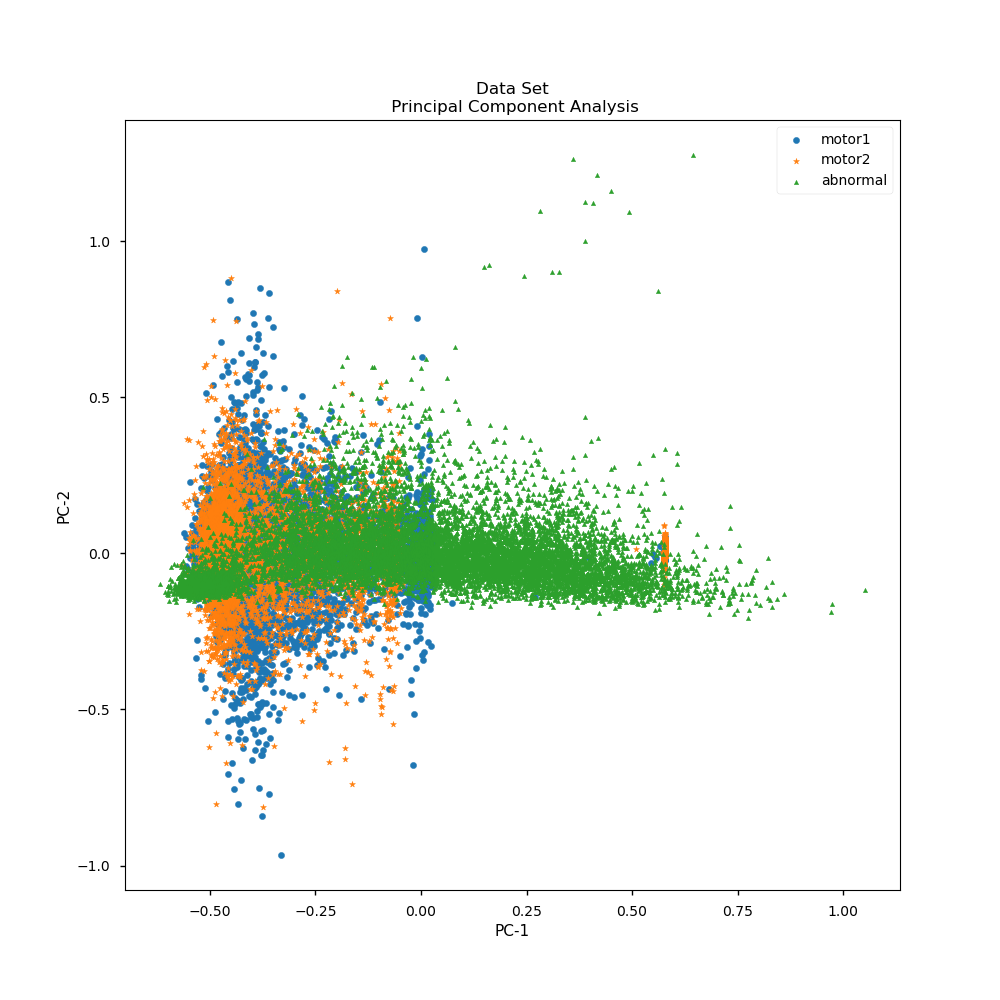 Data Set
Principal Component Analysis
motor1
motor2
abnormal
1.0
0.5
0.0
−0.5
−1.0
PC-2
−0.50
−0.25
0.00
0.25
0.50
0.75
1.00
PC-1